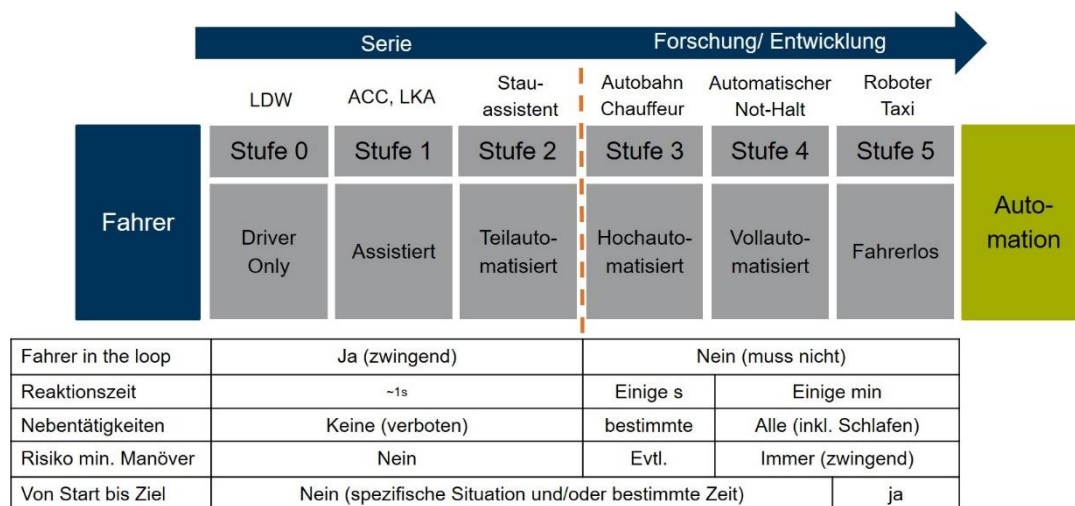 Serie Forschung/ Entwicklung
LDW
ACC, LKA
Stau-
assistent
Autobahn
Chauffeur
Automatischer
Not-Halt
Roboter
Taxi
Fahrer
Stufe 0
Stufe 1
Stufe 2
Stufe 3
Stufe 4
Stufe 5
Driver
Only
Assistiert
Teilauto-
matisiert
Hochauto-
matisiert
Vollauto-
matisiert
Fahrerlos
Auto-
mation
Fahrer in the loop Ja (zwingend) Nein (muss nicht)
Reaktionszeit ~1s Einige s Einige min
Nebentätigkeiten Keine (verboten) bestimmte Alle (inkl. Schlafen)
Risiko min. Manöver Nein Evtl. Immer (zwingend)
Von Start bis Ziel Nein (spezifische Situation und/oder bestimmte Zeit) ja